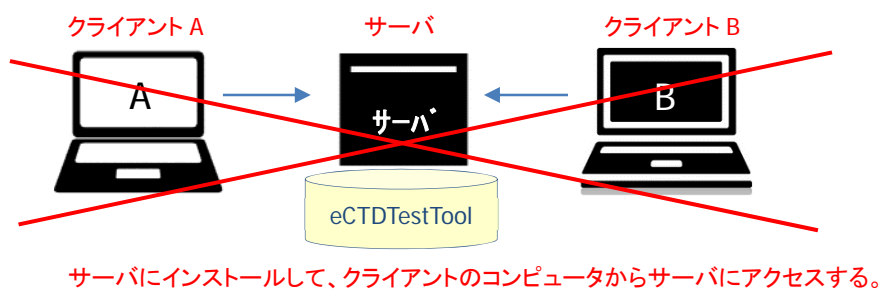 クライアント A
サーバ
クライアント B
A
サーバ
B
eCTDTestTool
サーバにインストールして、クライアントのコンピュータからサーバにアクセスする。